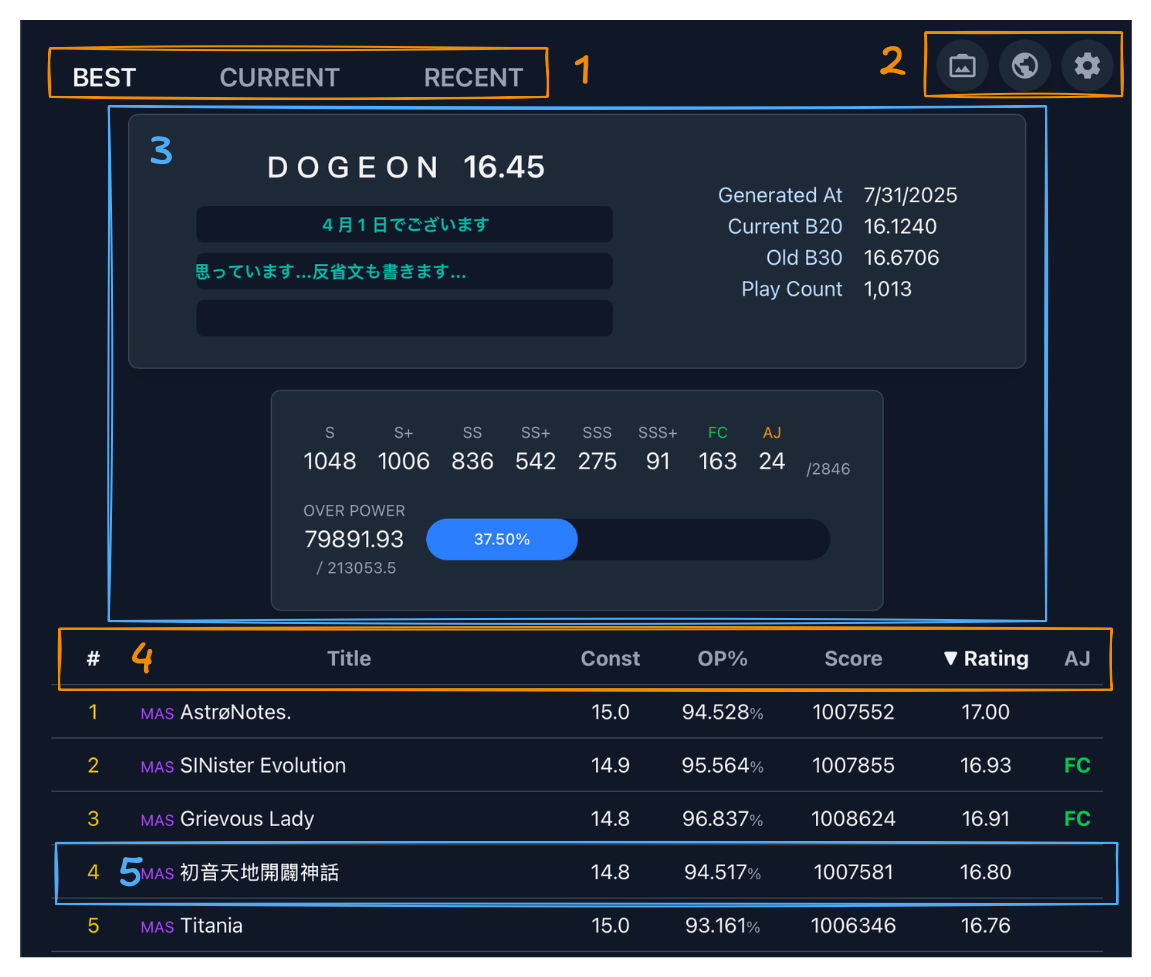 BEST CURRENT RECENT 1 2
3
DOGEON 16.45
4月1日でございます
思っています...反省文も書きます...
Generated At 7/31/2025
Current B20 16.1240
Old B30 16.6706
Play Count 1,013
S S+ SS SS+ SSS SSS+ FC AJ
1048 1006 836 542 275 91 163 24 /2846
OVER POWER
79891.93 37.50%
/ 213053.5
# 4 Title Const OP% Score ▼ Rating AJ
1 MAS AstrøNotes. 15.0 94.528% 1007552 17.00
2 MAS SINister Evolution 14.9 95.564% 1007855 16.93 FC
3 MAS Grievous Lady 14.8 96.837% 1008624 16.91 FC
4 5 MAS 初音天地開闢神話 14.8 94.517% 1007581 16.80
5 MAS Titania 15.0 93.161% 1006346 16.76